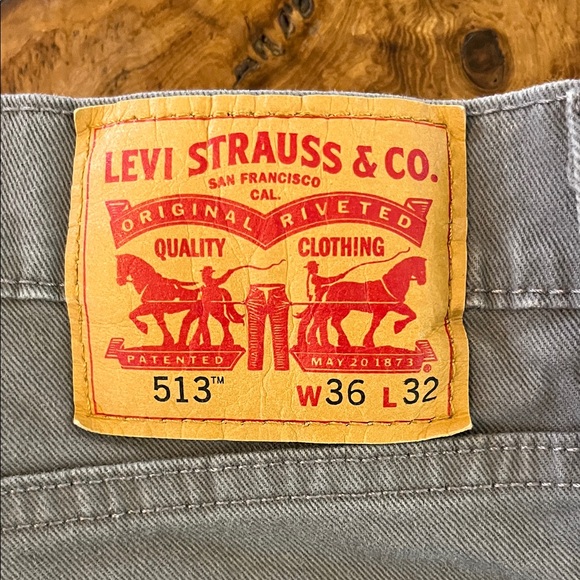 LEVI STRAUSS & CO.
SAN FRANCISCO
CAL.
ORIGINAL RIVETED
QUALITY CLOTHING
PATENTED MAY 20 1873 ®
513™ W36 L32